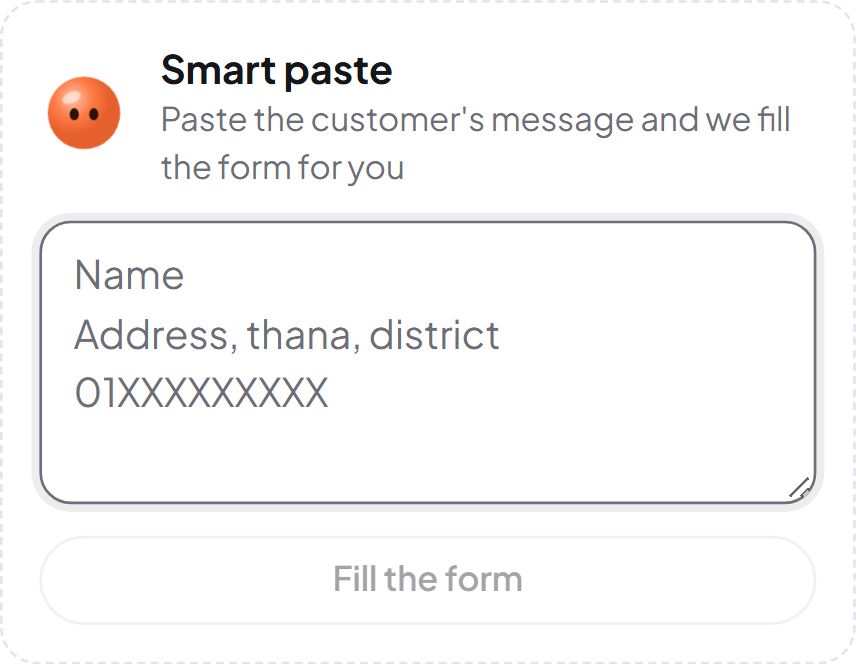 Smart paste
Paste the customer's message and we fill
the form for you
Name
Address, thana, district
01XXXXXXXXX
Fill the form